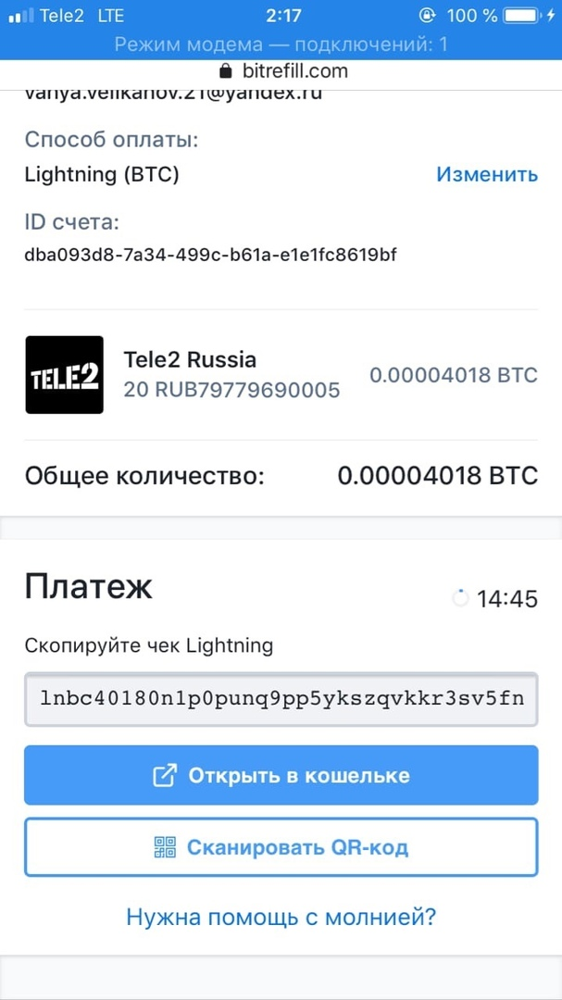 Tele2 LTE 2:17 100 %
Режим модема — подключений: 1
bitrefill.com
vanya.velikanov.21@yandex.ru
Способ оплаты:
Lightning (BTC) Изменить
ID счета:
dba093d8-7a34-499c-b61a-e1e1fc8619bf
TELE2
Tele2 Russia
20 RUB79779690005
0.00004018 BTC
Общее количество: 0.00004018 BTC
Платеж 14:45
Скопируйте чек Lightning
lnbc40180n1p0punq9pp5ykszqvkkr3sv5fn
Открыть в кошельке
Сканировать QR-код
Нужна помощь с молнией?